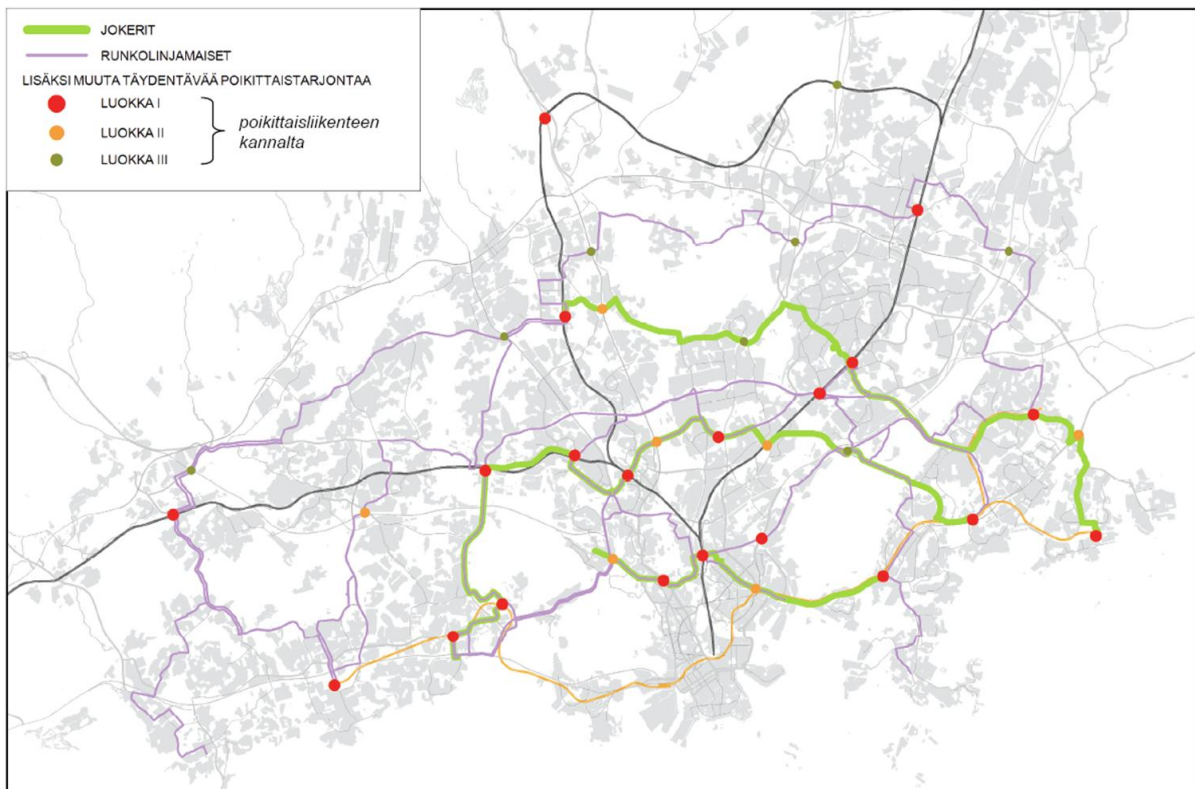 JOKERIT
RUNKOLINJAMAISET
LISÄKSI MUUTA TÄYDENTÄVÄÄ POIKITTAISTARJONTAA
LUOKKA I
LUOKKA II
LUOKKA III
poikittaisliikenteen
kannalta